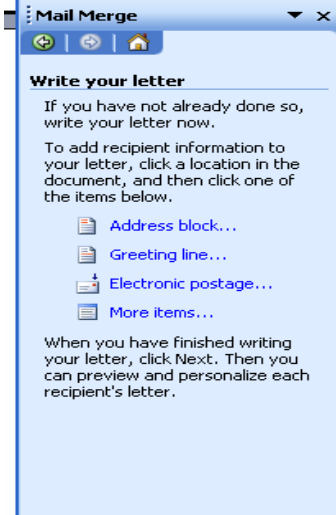 Mail Merge
Write your letter
If you have not already done so,
write your letter now.
To add recipient information to
your letter, click a location in the
document, and then click one of
the items below.
Address block...
Greeting line...
Electronic postage...
More items...
When you have finished writing
your letter, click Next. Then you
can preview and personalize each
recipient's letter.